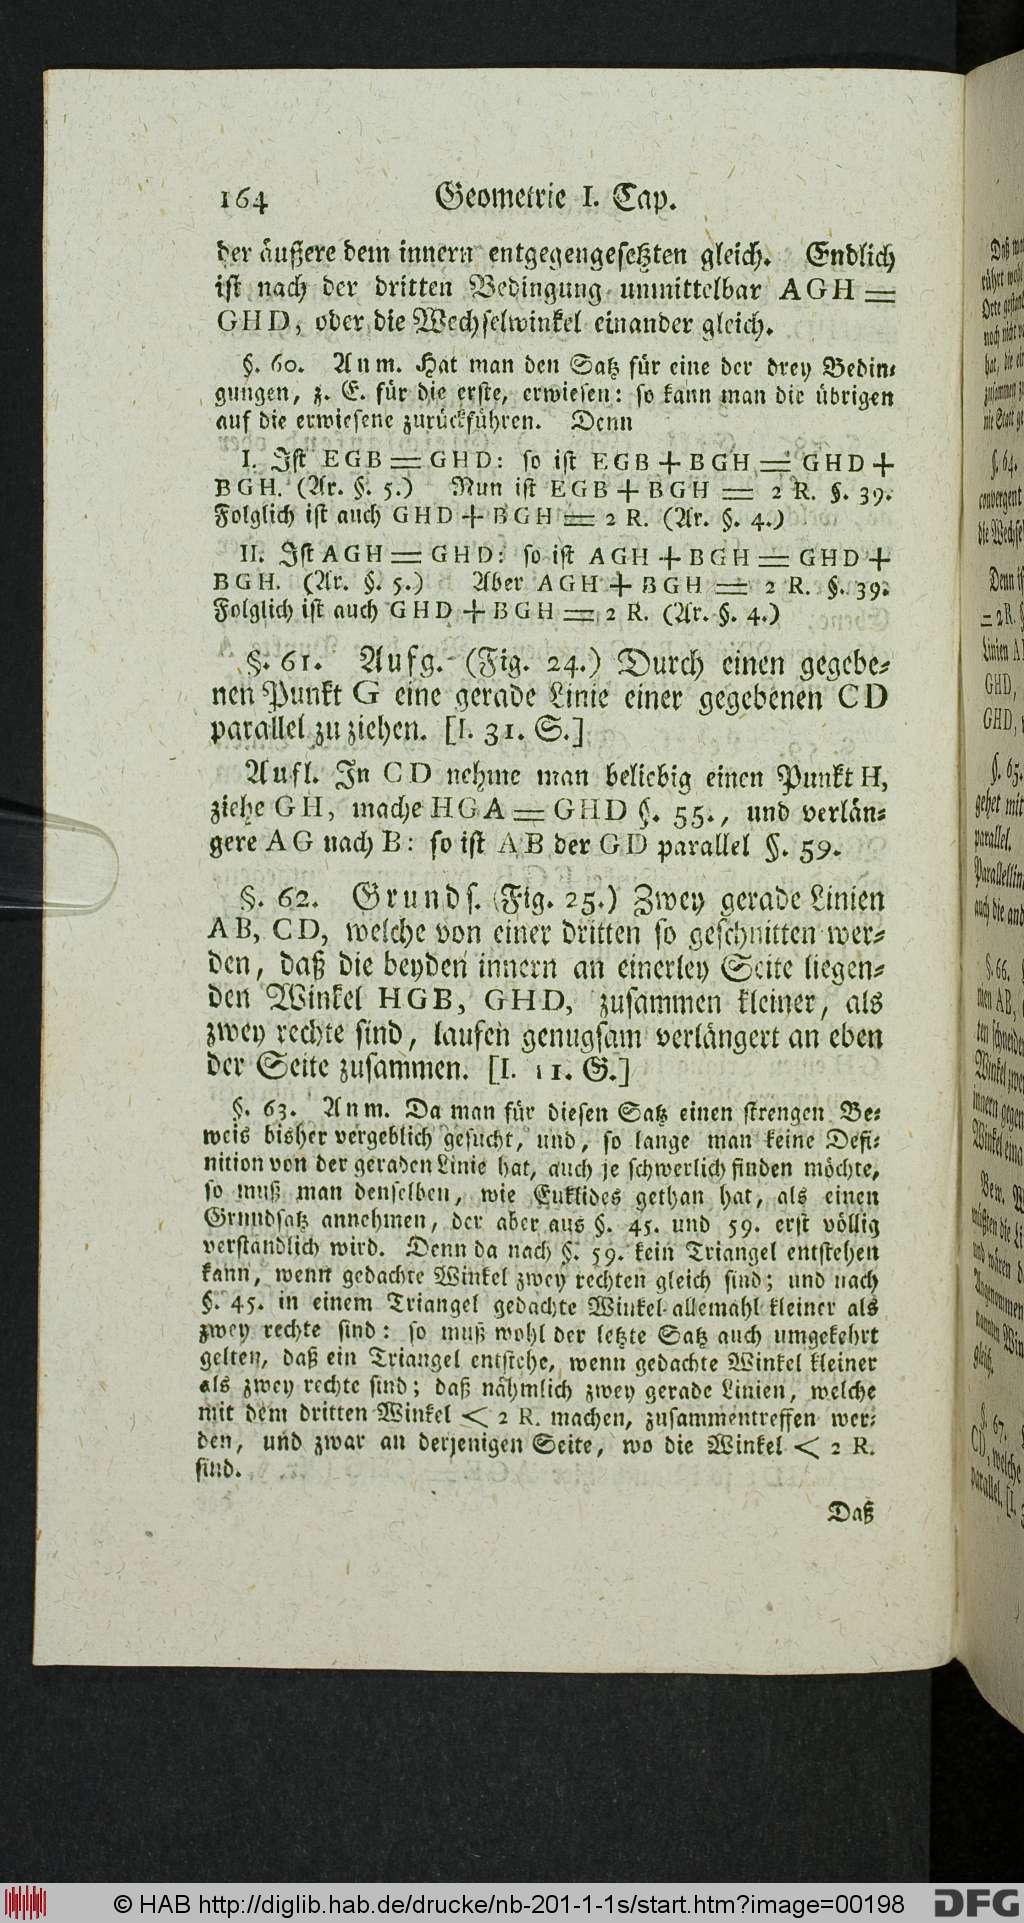 164 Geometrie I. Cap.
der äußere dem innern entgegengesetzten gleich. Endlich
ist nach der dritten Bedingung unmittelbar AGH =
GHD, oder die Wechselwinkel einander gleich.
§. 60. Anm. Hat man den Satz für eine der drey Bedin-
gungen, z. E. für die erste, erwiesen: so kann man die übrigen
auf die erwiesene zurückführen. Denn
I. Ist EGB = GHD: so ist EGB + BGH = GHD +
BGH. (Ar. §. 5.) Nun ist EGB + BGH = 2 R. §. 39.
Folglich ist auch GHD + BGH = 2 R. (Ar. §. 4.)
II. Ist AGH = GHD: so ist AGH + BGH = GHD +
BGH. (Ar. §. 5.) Aber AGH + BGH = 2 R. §. 39.
Folglich ist auch GHD + BGH = 2 R. (Ar. §. 4.)
§. 61. Aufg. (Fig. 24.) Durch einen gegebe-
nen Punkt G eine gerade Linie einer gegebenen CD
parallel zu ziehen. [I. 31. S.]
Aufl. In CD nehme man beliebig einen Punkt H,
ziehe GH, mache HGA = GHD §. 55., und verlän-
gere AG nach B: so ist AB der GD parallel §. 59.
§. 62. Grunds. (Fig. 25.) Zwey gerade Linien
AB, CD, welche von einer dritten so geschnitten wer-
den, daß die beyden innern an einerley Seite liegen-
den Winkel HGB, GHD, zusammen kleiner, als
zwey rechte sind, laufen genugsam verlängert an eben
der Seite zusammen. [I. 11. G.]
§. 63. Anm. Da man für diesen Satz einen strengen Be-
weis bisher vergeblich gesucht, und, so lange man keine Defi-
nition von der geraden Linie hat, auch je schwerlich finden möchte,
so muß man denselben, wie Euklides gethan hat, als einen
Grundsatz annehmen, der aber aus §. 45. und 59. erst völlig
verständlich wird. Denn da nach §. 59. kein Triangel entstehen
kann, wenn gedachte Winkel zwey rechten gleich sind; und nach
§. 45. in einem Triangel gedachte Winkel allemahl kleiner als
zwey rechte sind: so muß wohl der letzte Satz auch umgekehrt
gelten, daß ein Triangel entstehe, wenn gedachte Winkel kleiner
als zwey rechte sind; daß nähmlich zwey gerade Linien, welche
mit dem dritten Winkel < 2 R. machen, zusammentreffen wer-
den, und zwar an derjenigen Seite, wo die Winkel < 2 R.
sind.
Daß
© HAB http://diglib.hab.de/drucke/nb-201-1-1s/start.htm?image=00198
DFG